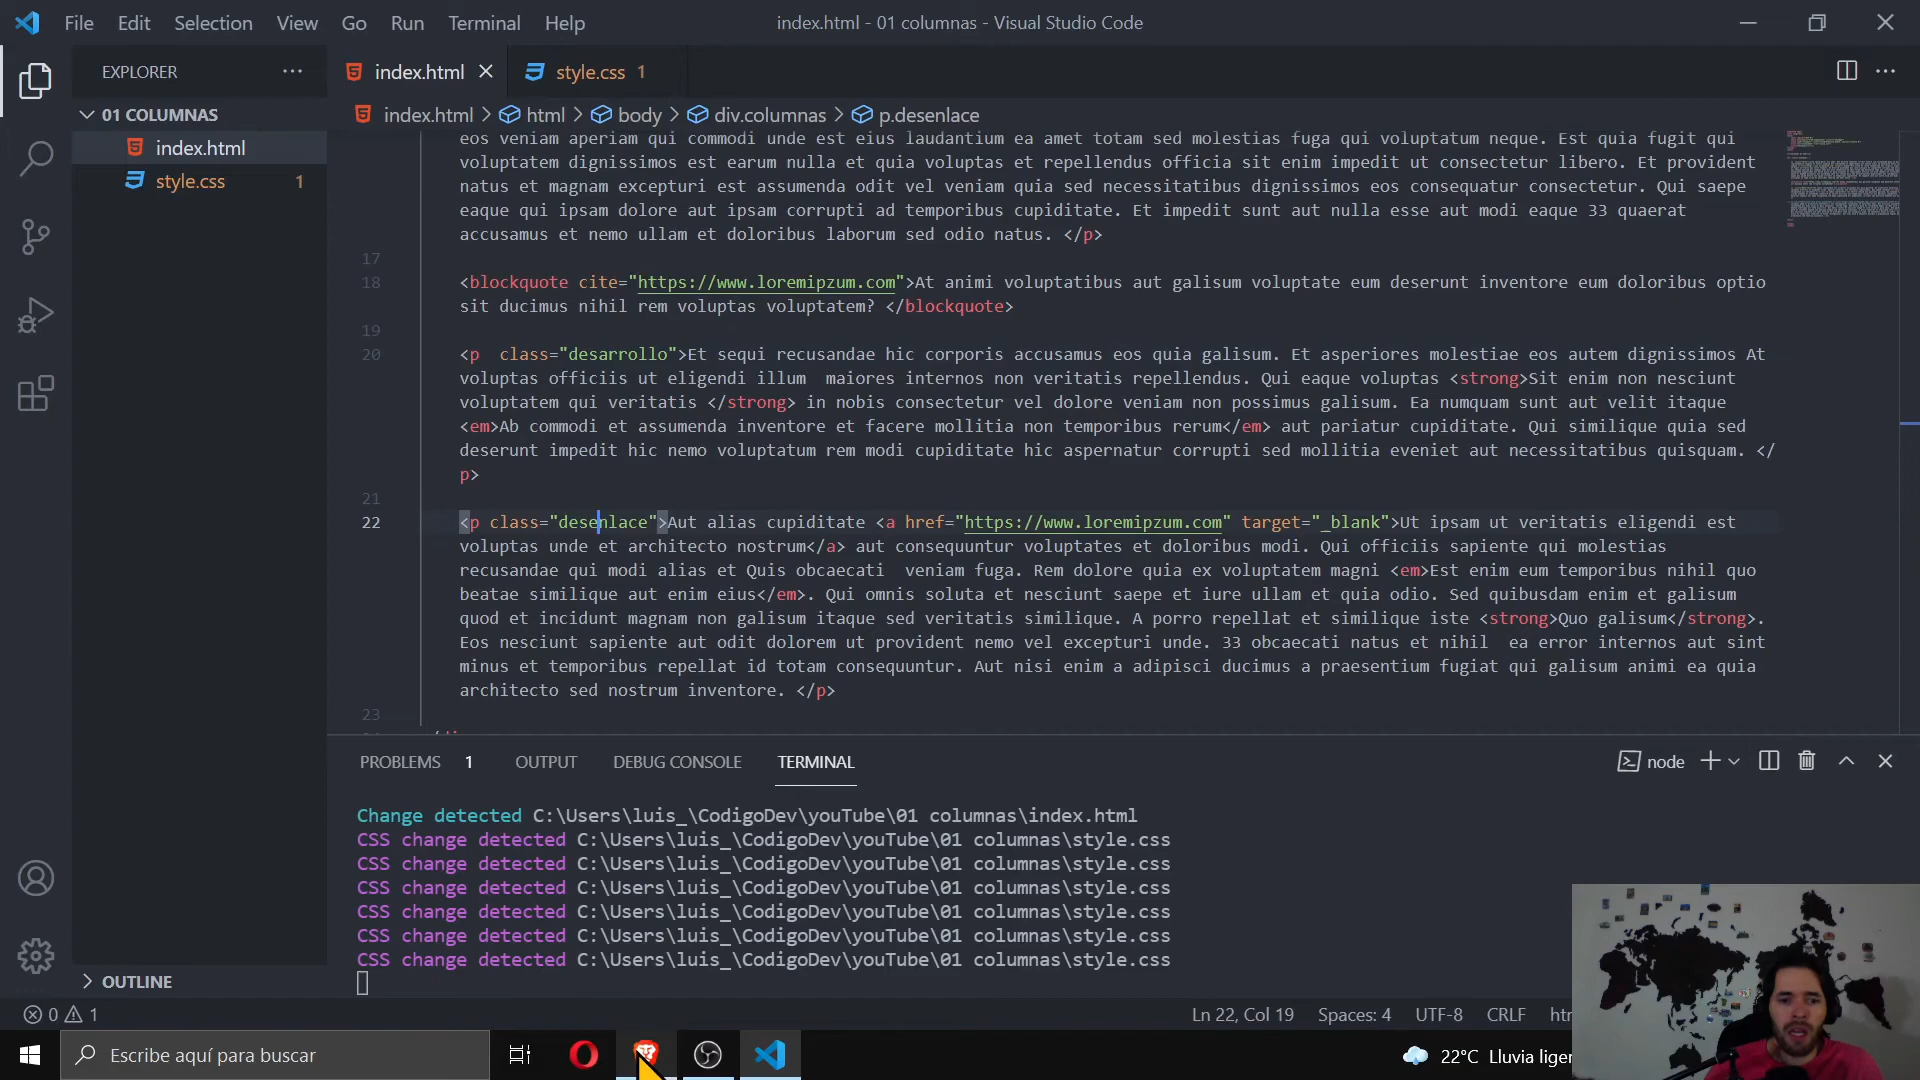 File Edit Selection View Go Run Terminal Help
index.html - 01 columnas - Visual Studio Code
EXPLORER
01 COLUMNAS
index.html
style.css 1
OUTLINE
index.html
style.css 1
index.html > html > body > div.columnas > p.desenlace
eos veniam aperiam qui commodi unde est eius laudantium ea amet totam sed molestias fuga qui voluptatum neque. Est quia fugit qui
voluptatem dignissimos est earum nulla et quia voluptas et repellendus officia sit enim impedit ut consectetur libero. Et provident
natus et magnam excepturi est assumenda odit vel veniam quia sed necessitatibus dignissimos eos consequatur consectetur. Qui saepe
eaque qui ipsam dolore aut ipsam corrupti ad temporibus cupiditate. Et impedit sunt aut nulla esse aut modi eaque 33 quaerat
accusamus et nemo ullam et doloribus laborum sed odio natus. </p>
17
18 <blockquote cite="https://www.loremipzum.com">At animi voluptatibus aut galisum voluptate eum deserunt inventore eum doloribus optio
sit ducimus nihil rem voluptas voluptatem? </blockquote>
19
20 <p  class="desarrollo">Et sequi recusandae hic corporis accusamus eos quia galisum. Et asperiores molestiae eos autem dignissimos At
voluptas officiis ut eligendi illum  maiores internos non veritatis repellendus. Qui eaque voluptas <strong>Sit enim non nesciunt
voluptatem qui veritatis </strong> in nobis consectetur vel dolore veniam non possimus galisum. Ea numquam sunt aut velit itaque
<em>Ab commodi et assumenda inventore et facere mollitia non temporibus rerum</em> aut pariatur cupiditate. Qui similique quia sed
deserunt impedit hic nemo voluptatum rem modi cupiditate hic aspernatur corrupti sed mollitia eveniet aut necessitatibus quisquam. </
p>
21
22 <p class="desenlace">Aut alias cupiditate <a href="https://www.loremipzum.com" target="_blank">Ut ipsam ut veritatis eligendi est
voluptas unde et architecto nostrum</a> aut consequuntur voluptates et doloribus modi. Qui officiis sapiente qui molestias
recusandae qui modi alias et Quis obcaecati  veniam fuga. Rem dolore quia ex voluptatem magni <em>Est enim eum temporibus nihil quo
beatae similique aut enim eius</em>. Qui omnis soluta et nesciunt saepe et iure ullam et quia odio. Sed quibusdam enim et galisum
quod et incidunt magnam non galisum itaque sed veritatis similique. A porro repellat et similique iste <strong>Quo galisum</strong>.
Eos nesciunt sapiente aut odit dolorem ut provident nemo vel excepturi unde. 33 obcaecati natus et nihil  ea error internos aut sint
minus et temporibus repellat id totam consequuntur. Aut nisi enim a adipisci ducimus a praesentium fugiat qui galisum animi ea quia
architecto sed nostrum inventore. </p>
23
PROBLEMS 1 OUTPUT DEBUG CONSOLE TERMINAL
node
Change detected C:\Users\luis_\CodigoDev\youTube\01 columnas\index.html
CSS change detected C:\Users\luis_\CodigoDev\youTube\01 columnas\style.css
CSS change detected C:\Users\luis_\CodigoDev\youTube\01 columnas\style.css
CSS change detected C:\Users\luis_\CodigoDev\youTube\01 columnas\style.css
CSS change detected C:\Users\luis_\CodigoDev\youTube\01 columnas\style.css
CSS change detected C:\Users\luis_\CodigoDev\youTube\01 columnas\style.css
CSS change detected C:\Users\luis_\CodigoDev\youTube\01 columnas\style.css
0 1
Ln 22, Col 19 Spaces: 4 UTF-8 CRLF
Escribe aquí para buscar
22°C Lluvia